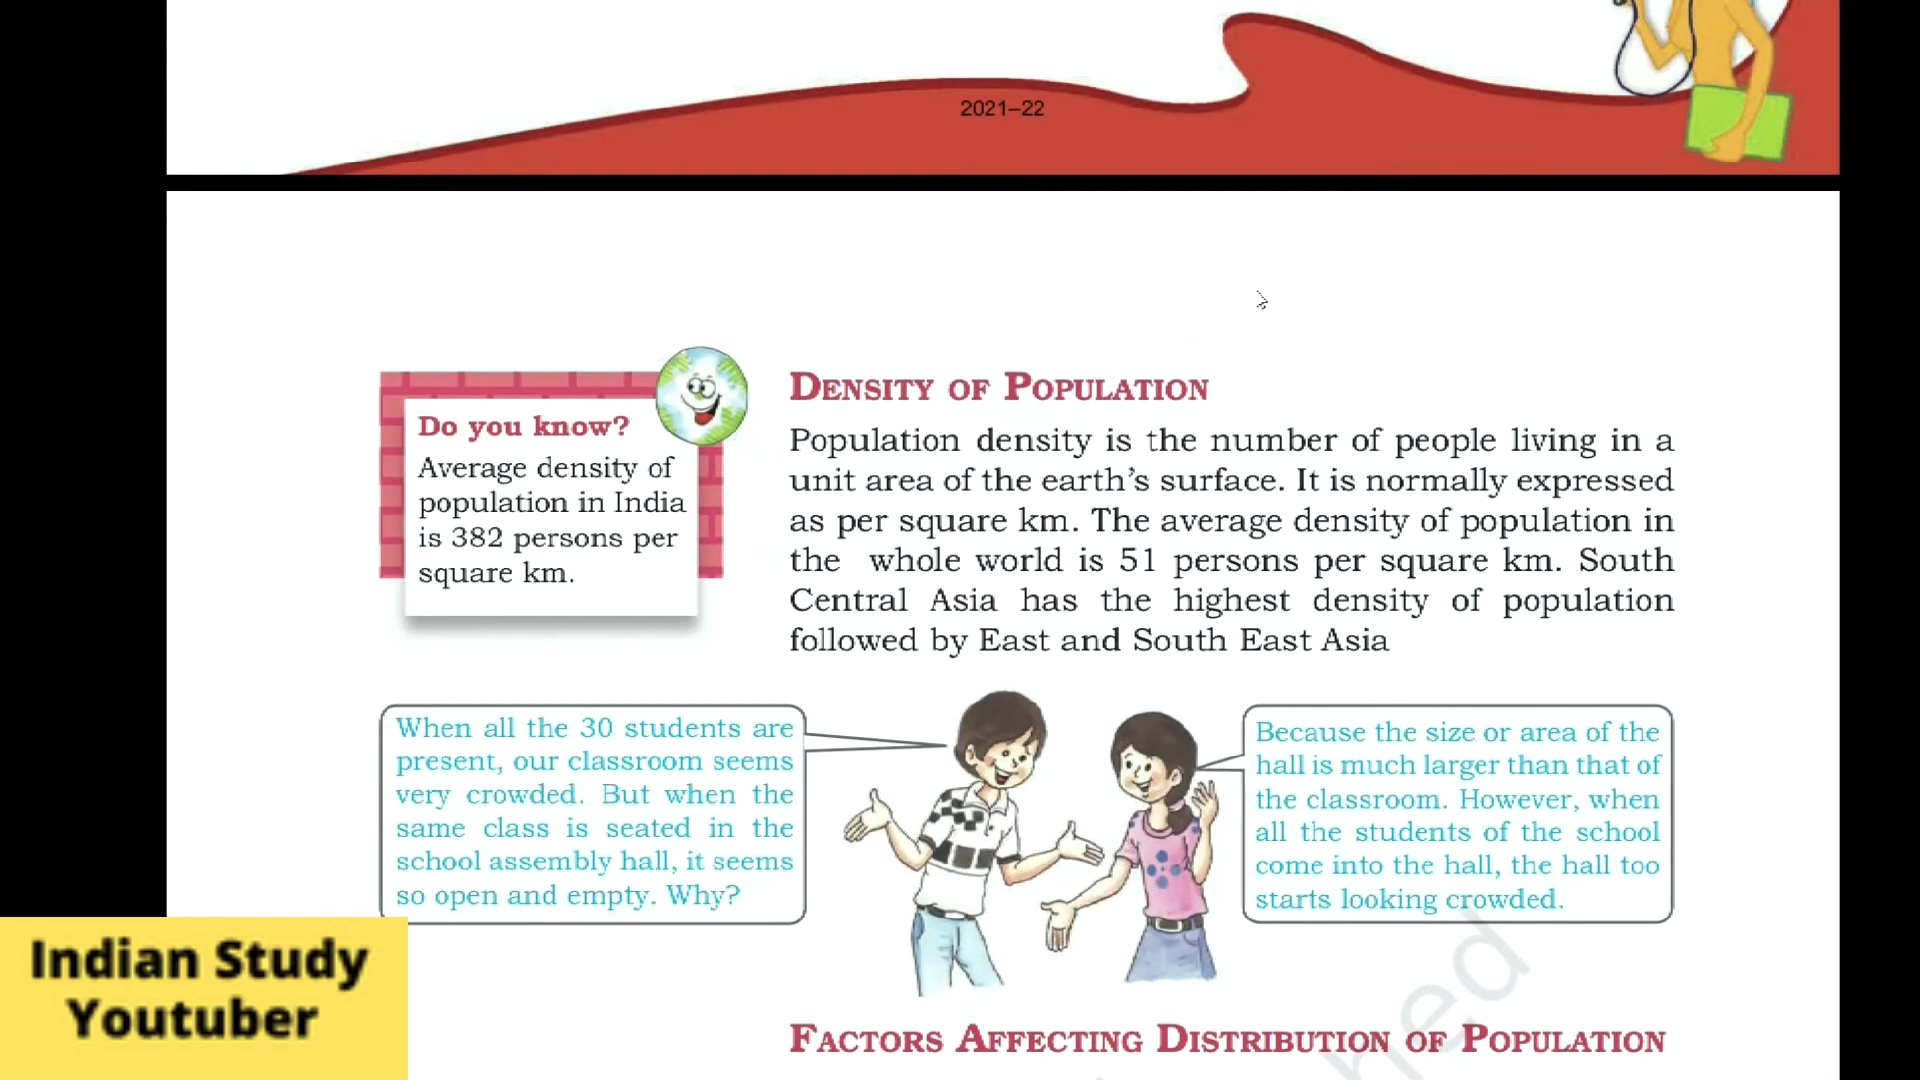 2021–22
Do you know?
Average density of
population in India
is 382 persons per
square km.
DENSITY OF POPULATION
Population density is the number of people living in a
unit area of the earth’s surface. It is normally expressed
as per square km. The average density of population in
the whole world is 51 persons per square km. South
Central Asia has the highest density of population
followed by East and South East Asia
When all the 30 students are
present, our classroom seems
very crowded. But when the
same class is seated in the
school assembly hall, it seems
so open and empty. Why?
Because the size or area of the
hall is much larger than that of
the classroom. However, when
all the students of the school
come into the hall, the hall too
starts looking crowded.
FACTORS AFFECTING DISTRIBUTION OF POPULATION
Indian Study
Youtuber